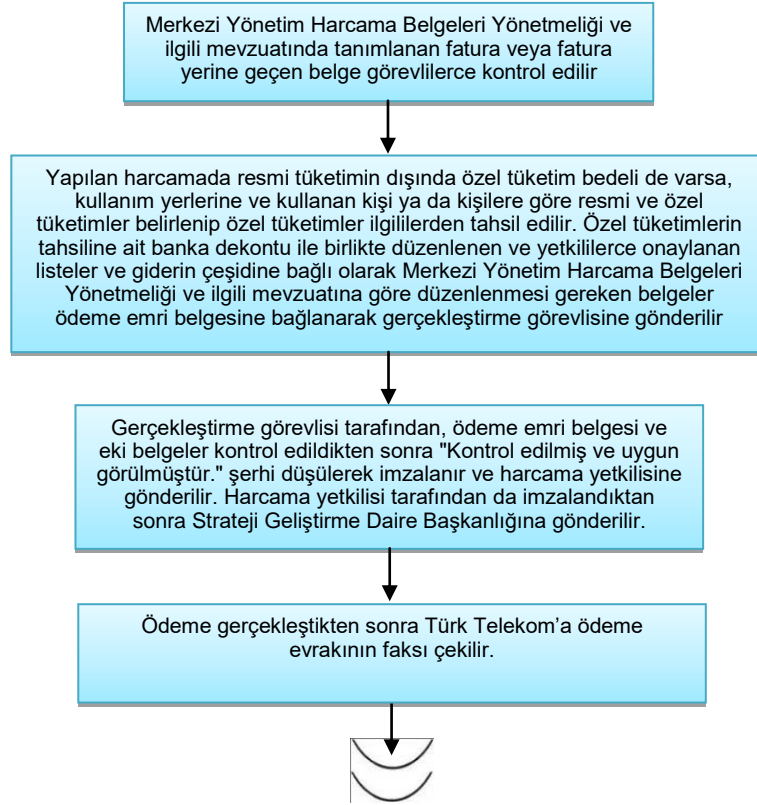 Merkezi Yönetim Harcama Belgeleri Yönetmeliği ve
ilgili mevzuatında tanımlanan fatura veya fatura
yerine geçen belge görevlilerce kontrol edilir
Yapılan harcamada resmi tüketimin dışında özel tüketim bedeli de varsa,
kullanım yerlerine ve kullanan kişi ya da kişilere göre resmi ve özel
tüketimler belirlenip özel tüketimler ilgililerden tahsil edilir. Özel tüketimlerin
tahsiline ait banka dekontu ile birlikte düzenlenen ve yetkililerce onaylanan
listeler ve giderin çeşidine bağlı olarak Merkezi Yönetim Harcama Belgeleri
Yönetmeliği ve ilgili mevzuatına göre düzenlenmesi gereken belgeler
ödeme emri belgesine bağlanarak gerçekleştirme görevlisine gönderilir
Gerçekleştirme görevlisi tarafından, ödeme emri belgesi ve
eki belgeler kontrol edildikten sonra "Kontrol edilmiş ve uygun
görülmüştür." şerhi düşülerek imzalanır ve harcama yetkilisine
gönderilir. Harcama yetkilisi tarafından da imzalandıktan
sonra Strateji Geliştirme Daire Başkanlığına gönderilir.
Ödeme gerçekleştikten sonra Türk Telekom’a ödeme
evrakının faksı çekilir.